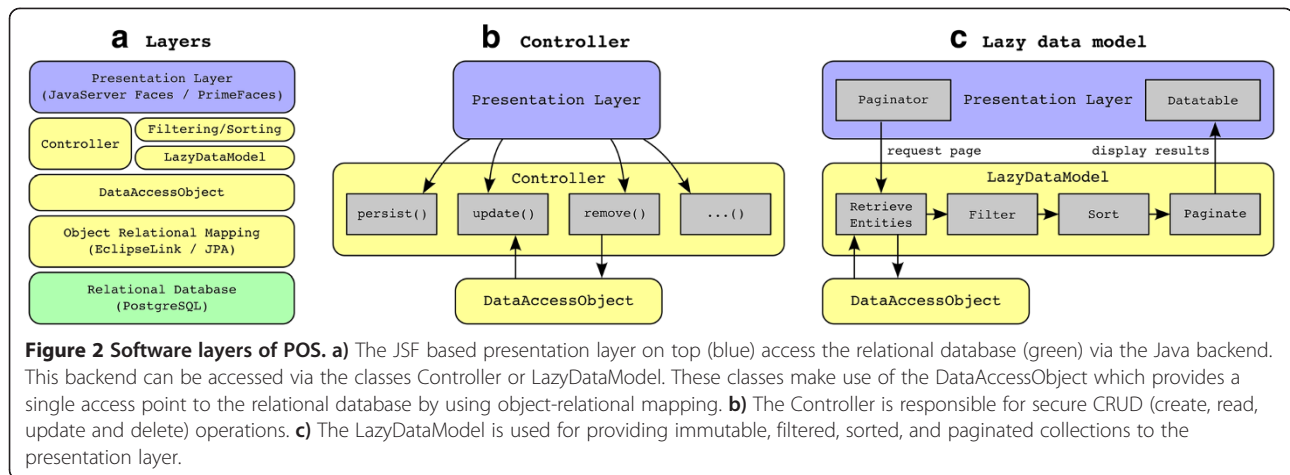 a Layers
Presentation Layer
(JavaServer Faces / PrimeFaces)
Controller
Filtering/Sorting
LazyDataModel
DataAccessObject
Object Relational Mapping
(EclipseLink / JPA)
Relational Database
(PostgreSQL)
b Controller
Presentation Layer
Controller
persist()
update()
remove()
...()
DataAccessObject
c Lazy data model
Paginator
Presentation Layer
Datatable
request page
display results
LazyDataModel
Retrieve
Entities
Filter
Sort
Paginate
DataAccessObject
Figure 2 Software layers of POS. a) The JSF based presentation layer on top (blue) access the relational database (green) via the Java backend.
This backend can be accessed via the classes Controller or LazyDataModel. These classes make use of the DataAccessObject which provides a
single access point to the relational database by using object-relational mapping. b) The Controller is responsible for secure CRUD (create, read,
update and delete) operations. c) The LazyDataModel is used for providing immutable, filtered, sorted, and paginated collections to the
presentation layer.